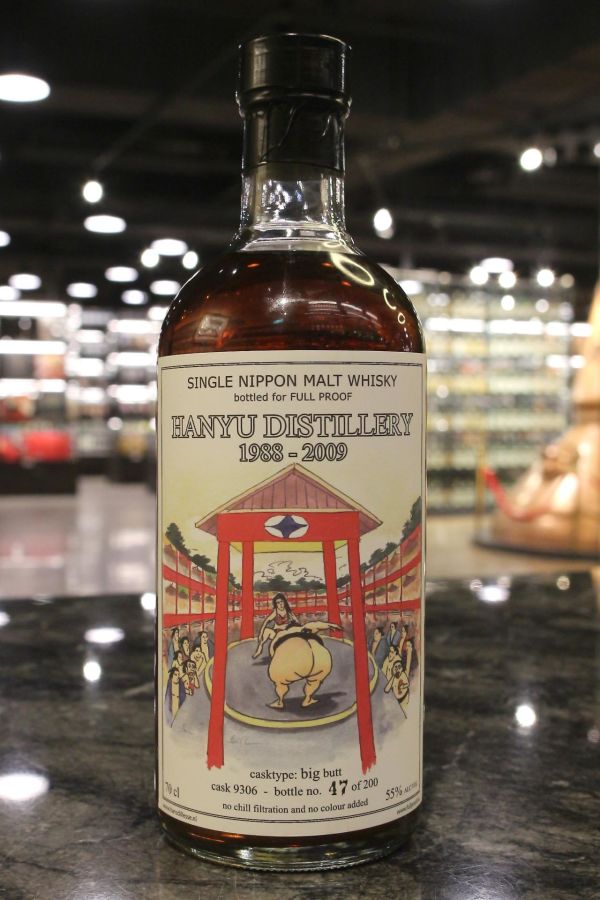 SINGLE NIPPON MALT WHISKY
bottled for FULL PROOF
HANYU DISTILLERY
1988 - 2009
casktype: big butt
cask 9306 - bottle no. 47 of 200
70 cl
55%
no chill filtration and no colour added